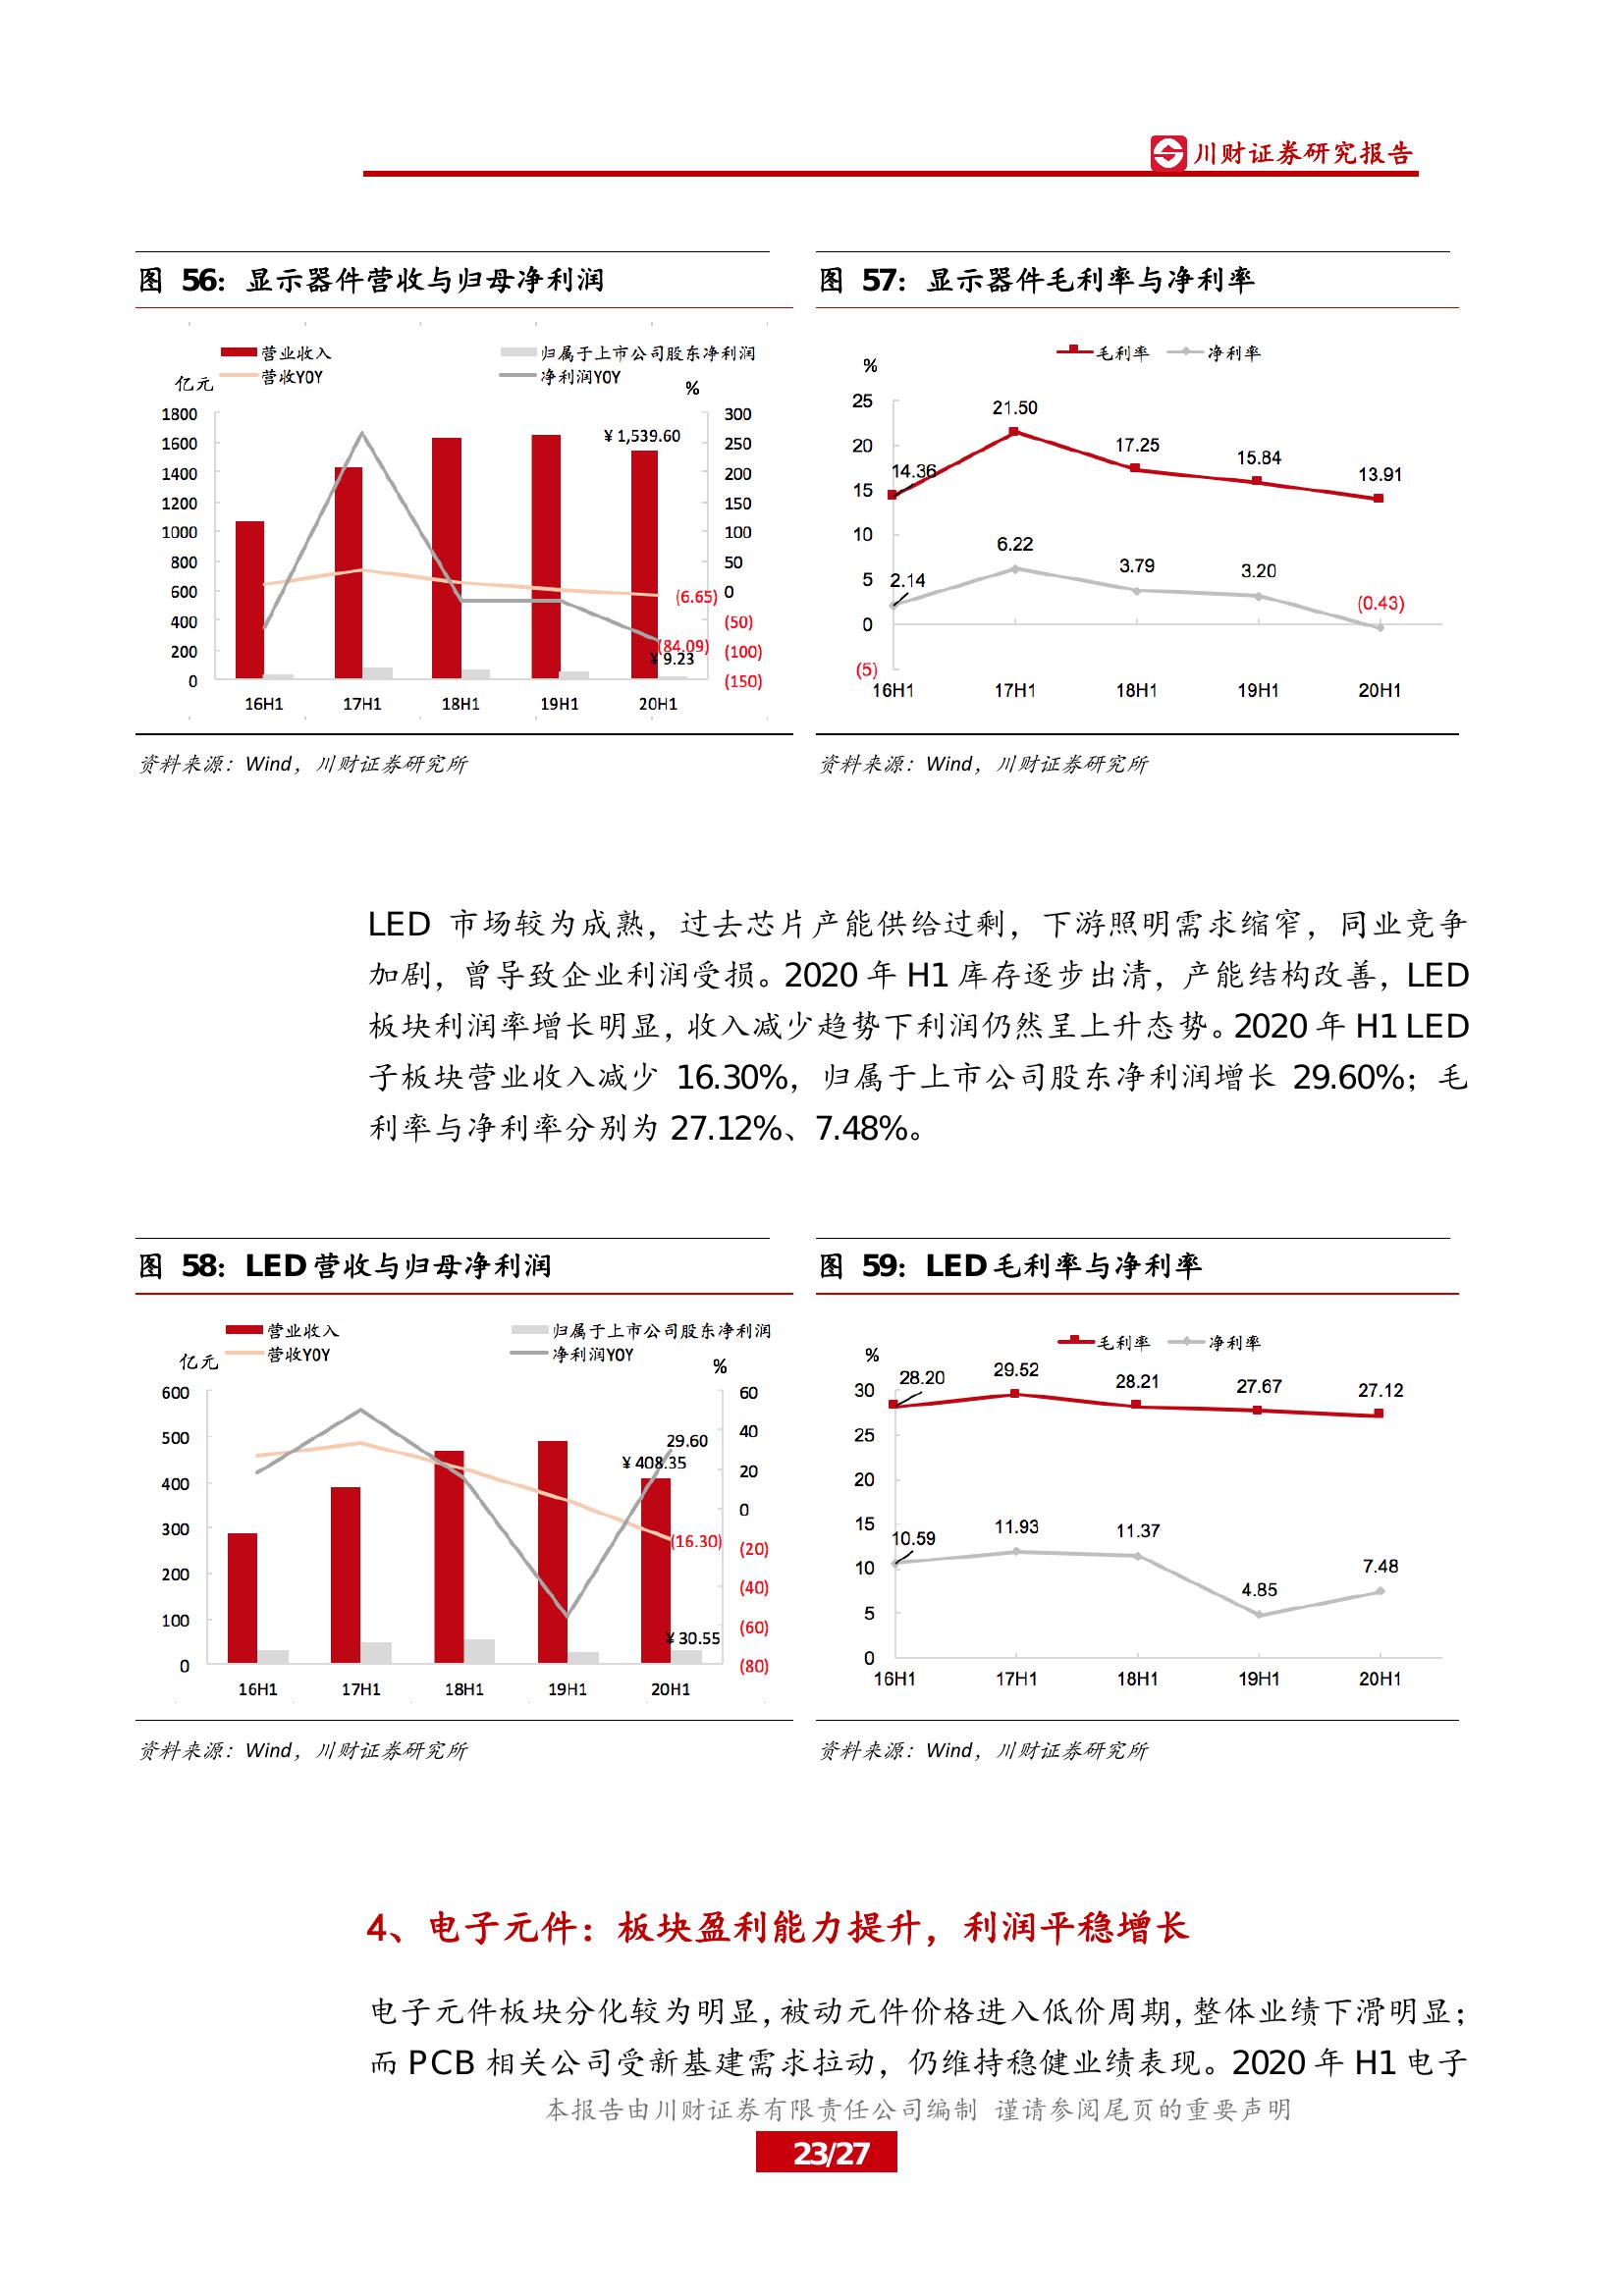 川财证券研究报告
图 56：显示器件营收与归母净利润
营业收入
归属于上市公司股东净利润
营收YOY
净利润YOY
亿元
%
1800
1600
1400
1200
1000
800
600
400
200
0
300
250
200
150
100
50
0
(50)
(100)
(150)
¥ 1,539.60
(6.65)
(84.09)
¥ 9.23
16H1 17H1 18H1 19H1 20H1
资料来源：Wind，川财证券研究所
图 57：显示器件毛利率与净利率
毛利率 净利率
%
25
20
15
10
5
0
(5)
14.36 21.50 17.25 15.84 13.91
2.14 6.22 3.79 3.20 (0.43)
16H1 17H1 18H1 19H1 20H1
资料来源：Wind，川财证券研究所
LED 市场较为成熟，过去芯片产能供给过剩，下游照明需求缩窄，同业竞争
加剧，曾导致企业利润受损。2020 年 H1 库存逐步出清，产能结构改善，LED
板块利润率增长明显，收入减少趋势下利润仍然呈上升态势。2020 年 H1 LED
子板块营业收入减少 16.30%，归属于上市公司股东净利润增长 29.60%；毛
利率与净利率分别为 27.12%、7.48%。
图 58：LED 营收与归母净利润
营业收入
归属于上市公司股东净利润
营收YOY
净利润YOY
亿元
%
600
500
400
300
200
100
0
60
40
20
0
(20)
(40)
(60)
(80)
29.60
¥ 408.35
(16.30)
¥ 30.55
16H1 17H1 18H1 19H1 20H1
资料来源：Wind，川财证券研究所
图 59：LED 毛利率与净利率
毛利率 净利率
%
30
25
20
15
10
5
0
28.20 29.52 28.21 27.67 27.12
10.59 11.93 11.37 4.85 7.48
16H1 17H1 18H1 19H1 20H1
资料来源：Wind，川财证券研究所
4、电子元件：板块盈利能力提升，利润平稳增长
电子元件板块分化较为明显，被动元件价格进入低价周期，整体业绩下滑明显；
而 PCB 相关公司受新基建需求拉动，仍维持稳健业绩表现。2020 年 H1 电子
本报告由川财证券有限责任公司编制 谨请参阅尾页的重要声明
23/27